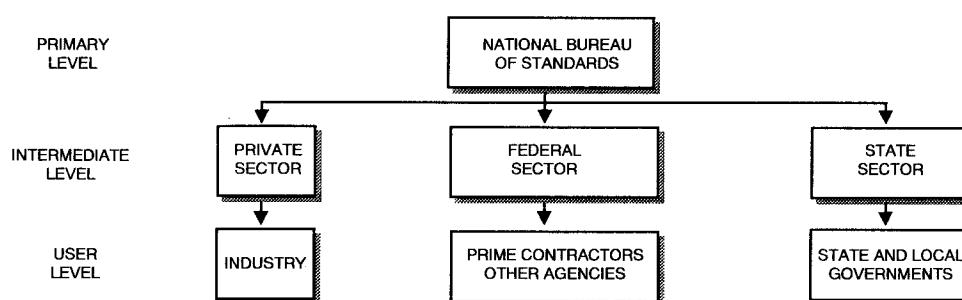 PRIMARY
LEVEL
NATIONAL BUREAU
OF STANDARDS
INTERMEDIATE
LEVEL
PRIVATE
SECTOR
FEDERAL
SECTOR
STATE
SECTOR
USER
LEVEL
INDUSTRY
PRIME CONTRACTORS
OTHER AGENCIES
STATE AND LOCAL
GOVERNMENTS